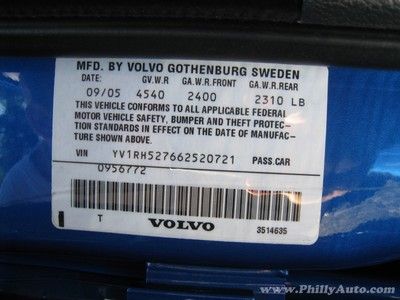 MFD. BY VOLVO GOTHENBURG SWEDEN
DATE: GV.W.R GA.W.R FRONT GA.W.R REAR
09/05 4540 2400 2310 LB
THIS VEHICLE CONFORMS TO ALL APPLICABLE FEDERAL
MOTOR VEHICLE SAFETY, BUMPER AND THEFT PROTEC-
TION STANDARDS IN EFFECT ON THE DATE OF MANUFAC-
TURE SHOWN ABOVE.
VIN YV1RH527662520721 PASS.CAR
0956772
T VOLVO 3514635
www.PhillyAuto.com